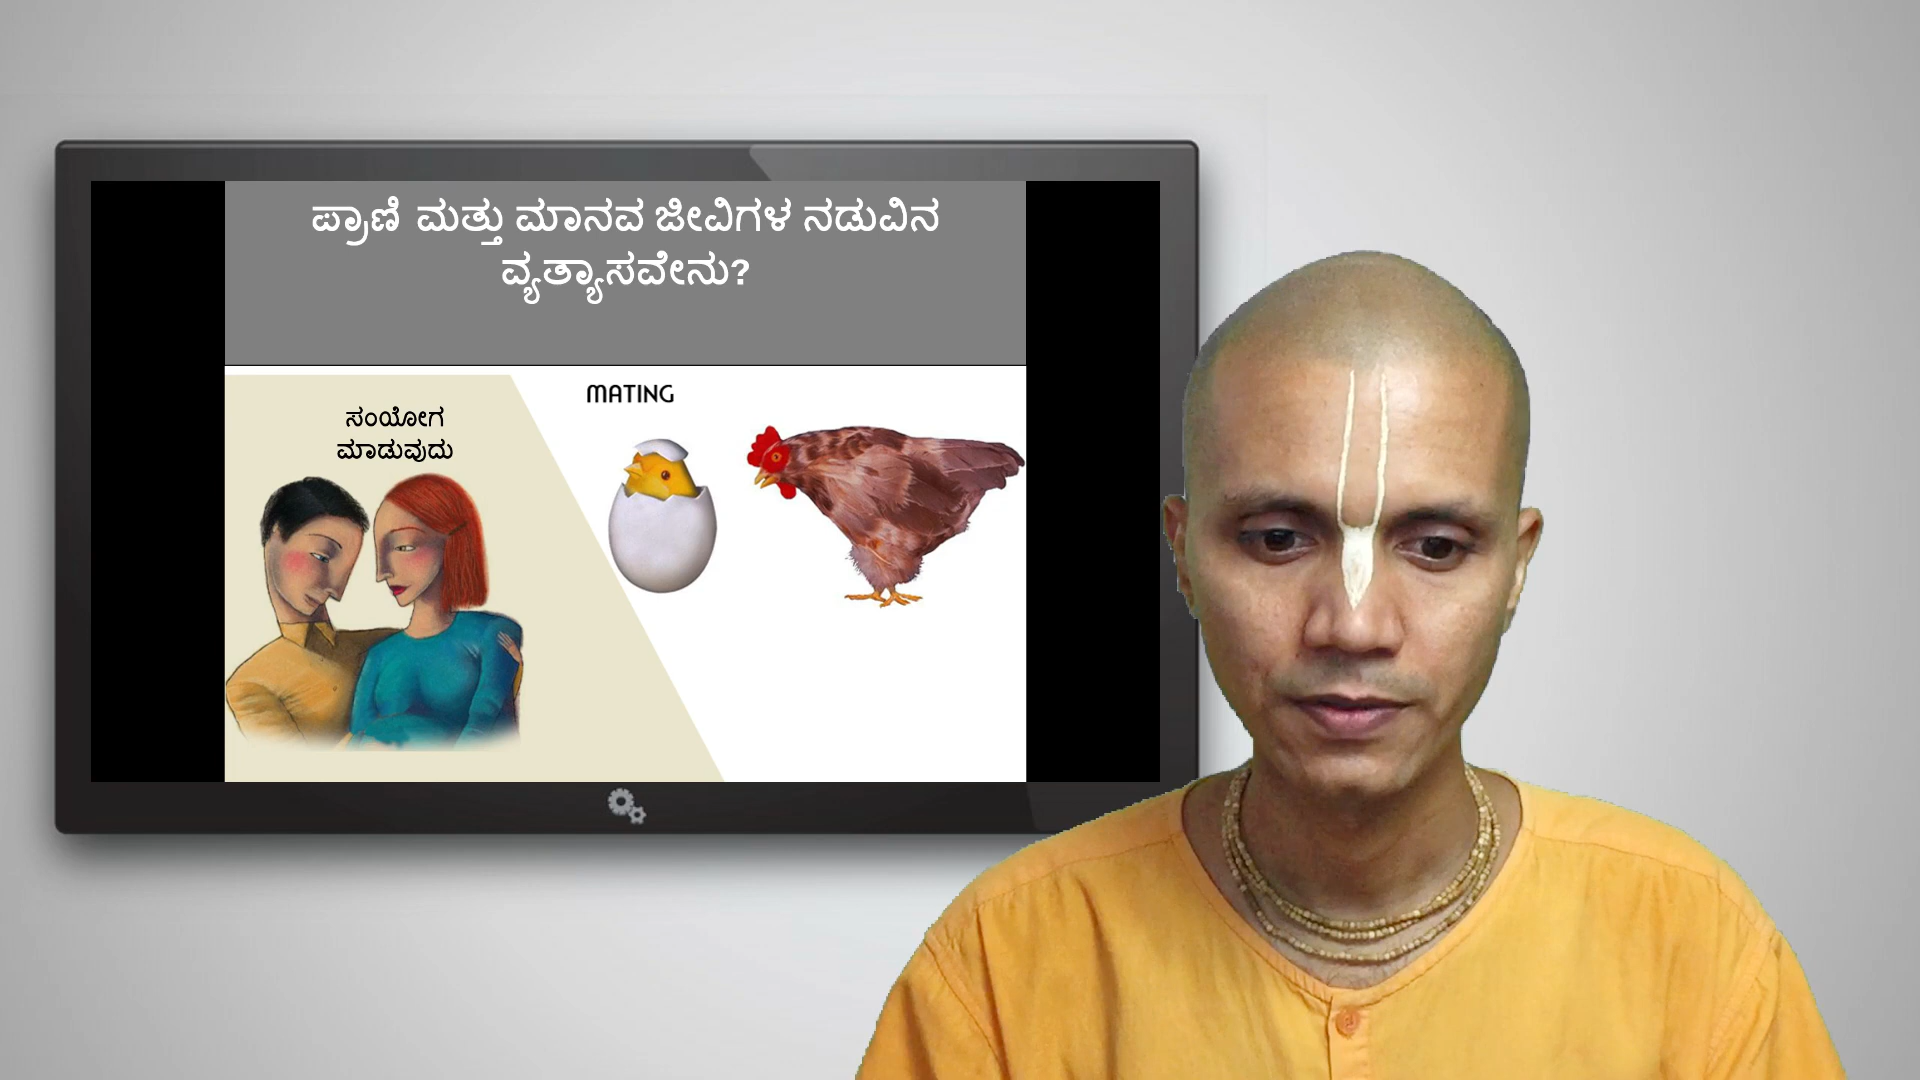 ಪ್ರಾಣಿ ಮತ್ತು ಮಾನವ ಜೀವಿಗಳ ನಡುವಿನ
ವ್ಯತ್ಯಾಸವೇನು?
MATING
ಸಂಯೋಗ
ಮಾಡುವುದು